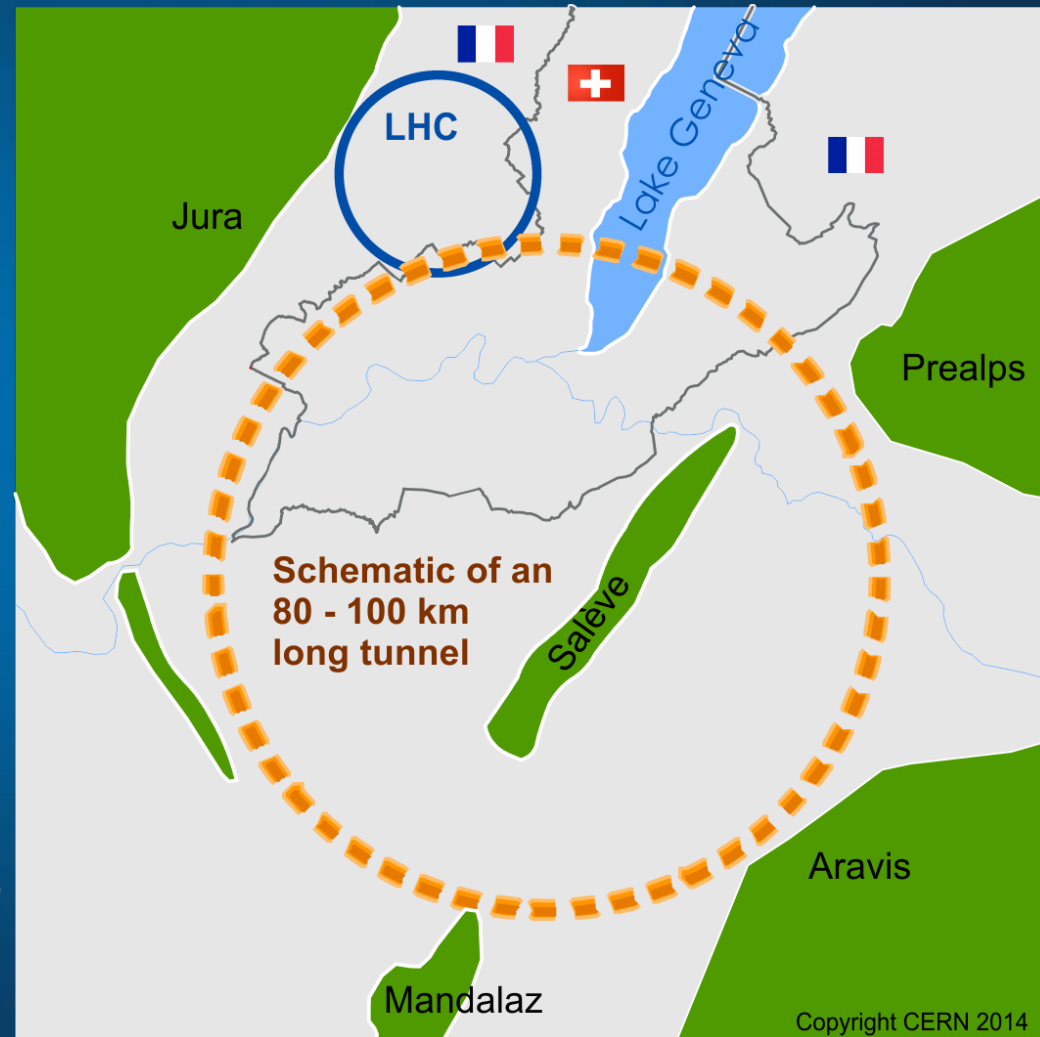 LHC
Lake Geneva
Jura
Prealps
Schematic of an
80 - 100 km
long tunnel
Salève
Aravis
Mandalaz
Copyright CERN 2014